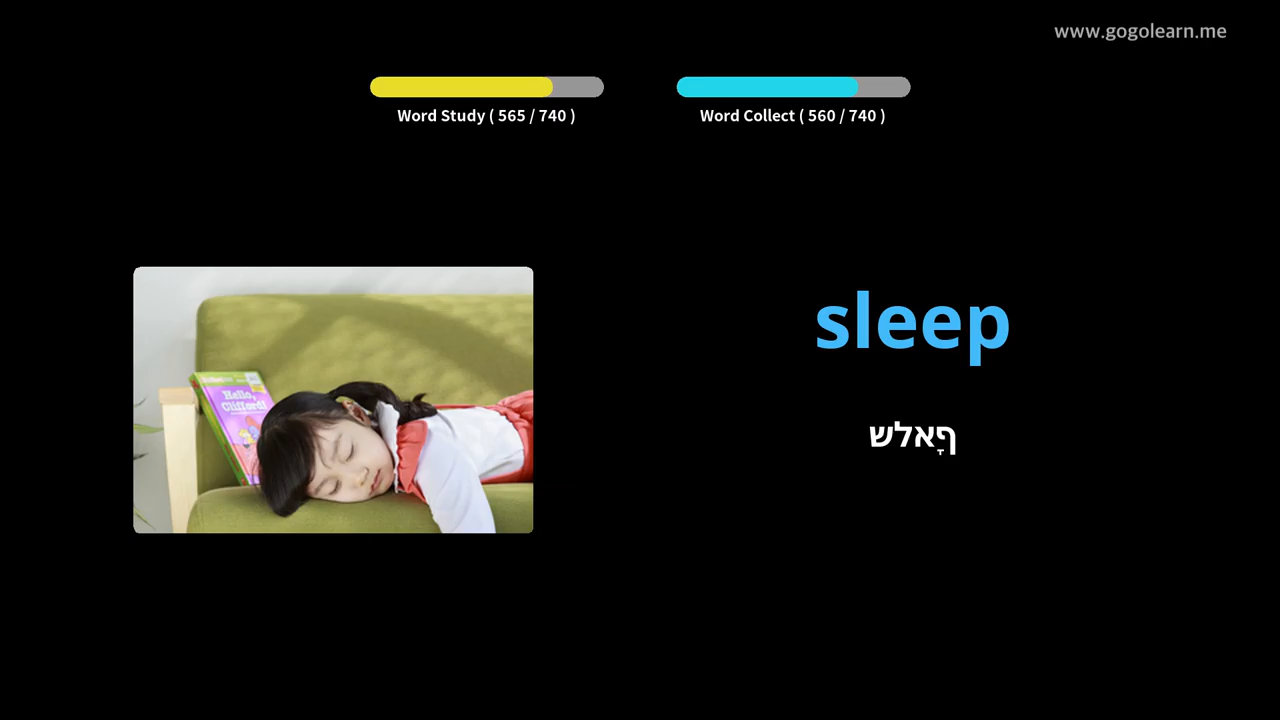 www.gogolearn.me
Word Study ( 565 / 740 )
Word Collect ( 560 / 740 )
Hello, Clifford!
sleep
ףָאלש